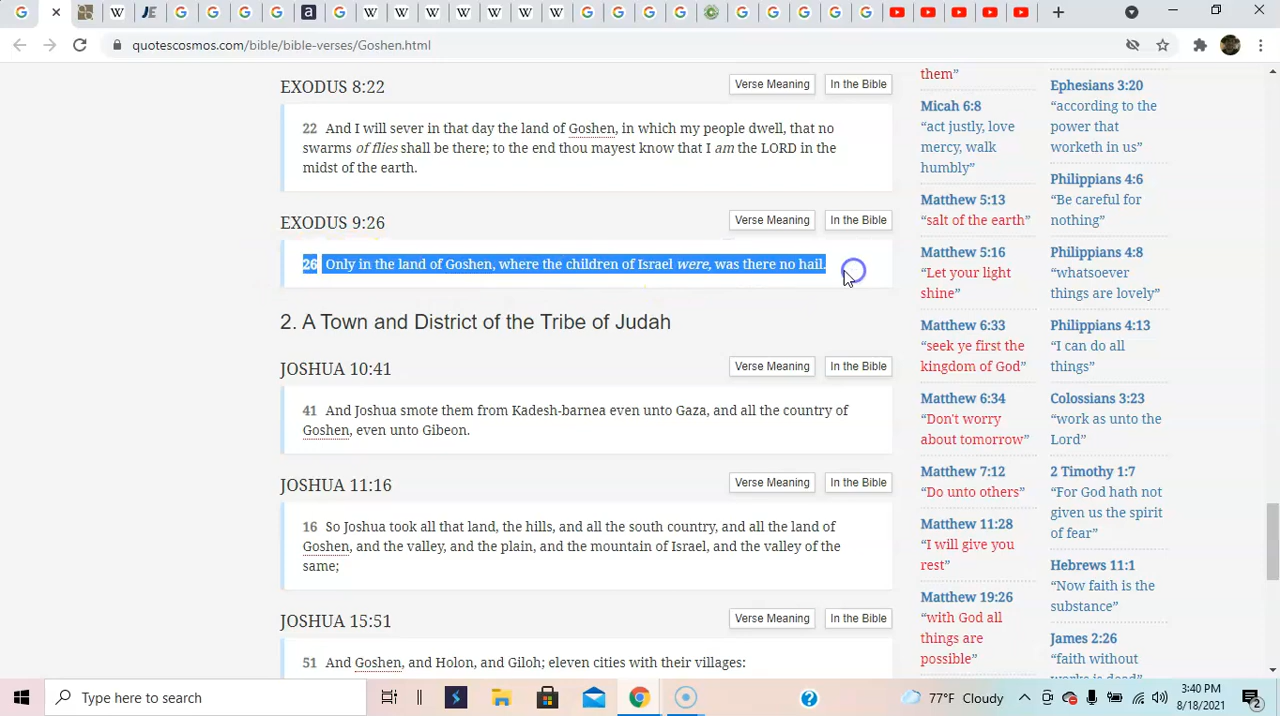 quotescosmos.com/bible/bible-verses/Goshen.html
EXODUS 8:22
Verse Meaning
In the Bible
22 And I will sever in that day the land of Goshen, in which my people dwell, that no
swarms of flies shall be there; to the end thou mayest know that I am the LORD in the
midst of the earth.
EXODUS 9:26
Verse Meaning
In the Bible
26 Only in the land of Goshen, where the children of Israel were, was there no hail.
2. A Town and District of the Tribe of Judah
JOSHUA 10:41
Verse Meaning
In the Bible
41 And Joshua smote them from Kadesh-barnea even unto Gaza, and all the country of
Goshen, even unto Gibeon.
JOSHUA 11:16
Verse Meaning
In the Bible
16 So Joshua took all that land, the hills, and all the south country, and all the land of
Goshen, and the valley, and the plain, and the mountain of Israel, and the valley of the
same;
JOSHUA 15:51
Verse Meaning
In the Bible
51 And Goshen, and Holon, and Giloh; eleven cities with their villages:
them”
Micah 6:8
“act justly, love
mercy, walk
humbly”
Matthew 5:13
“salt of the earth”
Matthew 5:16
“Let your light
shine”
Matthew 6:33
“seek ye first the
kingdom of God”
Matthew 6:34
“Don't worry
about tomorrow”
Matthew 7:12
“Do unto others”
Matthew 11:28
“I will give you
rest”
Matthew 19:26
“with God all
things are
possible”
Ephesians 3:20
“according to the
power that
worketh in us”
Philippians 4:6
“Be careful for
nothing”
Philippians 4:8
“whatsoever
things are lovely”
Philippians 4:13
“I can do all
things”
Colossians 3:23
“work as unto the
Lord”
2 Timothy 1:7
“For God hath not
given us the spirit
of fear”
Hebrews 11:1
“Now faith is the
substance”
James 2:26
“faith without
works is dead”
Type here to search
77°F Cloudy
3:40 PM
8/18/2021
2